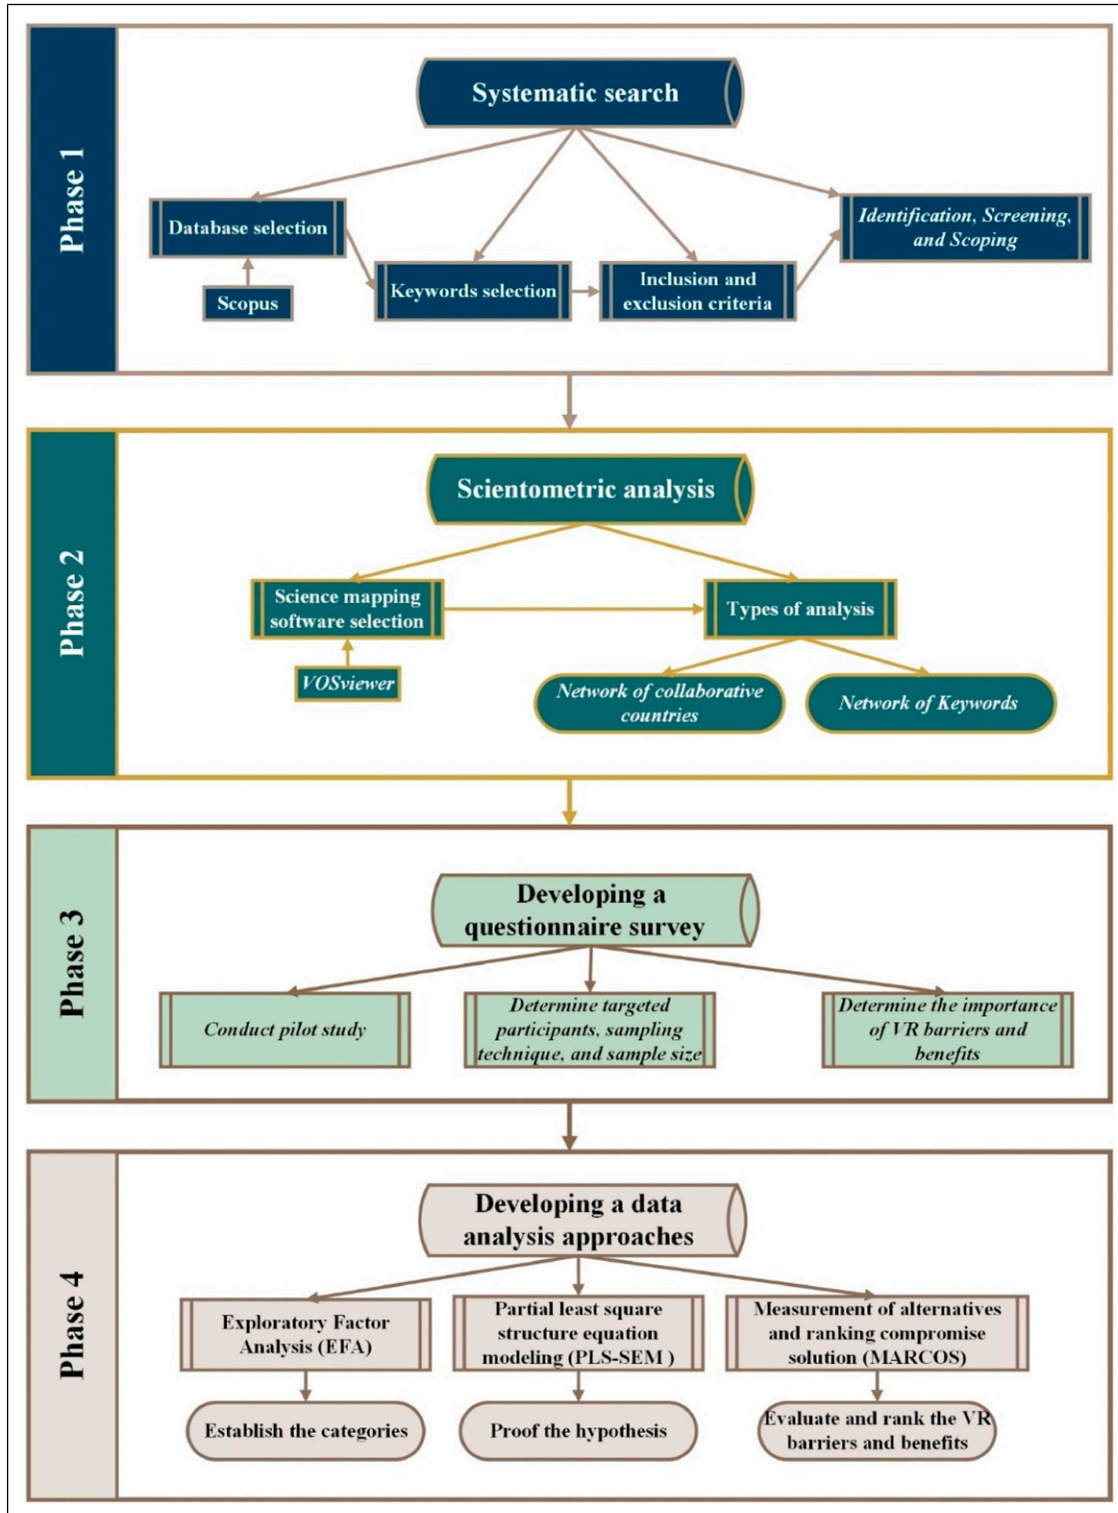 Phase 1
Systematic search
Database selection
Scopus
Keywords selection
Inclusion and
exclusion criteria
Identification, Screening,
and Scoping
Phase 2
Scientometric analysis
Science mapping
software selection
VOSviewer
Types of analysis
Network of collaborative
countries
Network of Keywords
Phase 3
Developing a
questionnaire survey
Conduct pilot study
Determine targeted
participants, sampling
technique, and sample size
Determine the importance
of VR barriers and
benefits
Phase 4
Developing a data
analysis approaches
Exploratory Factor
Analysis (EFA)
Partial least square
structure equation
modeling (PLS-SEM )
Measurement of alternatives
and ranking compromise
solution (MARCOS)
Establish the categories
Proof the hypothesis
Evaluate and rank the VR
barriers and benefits